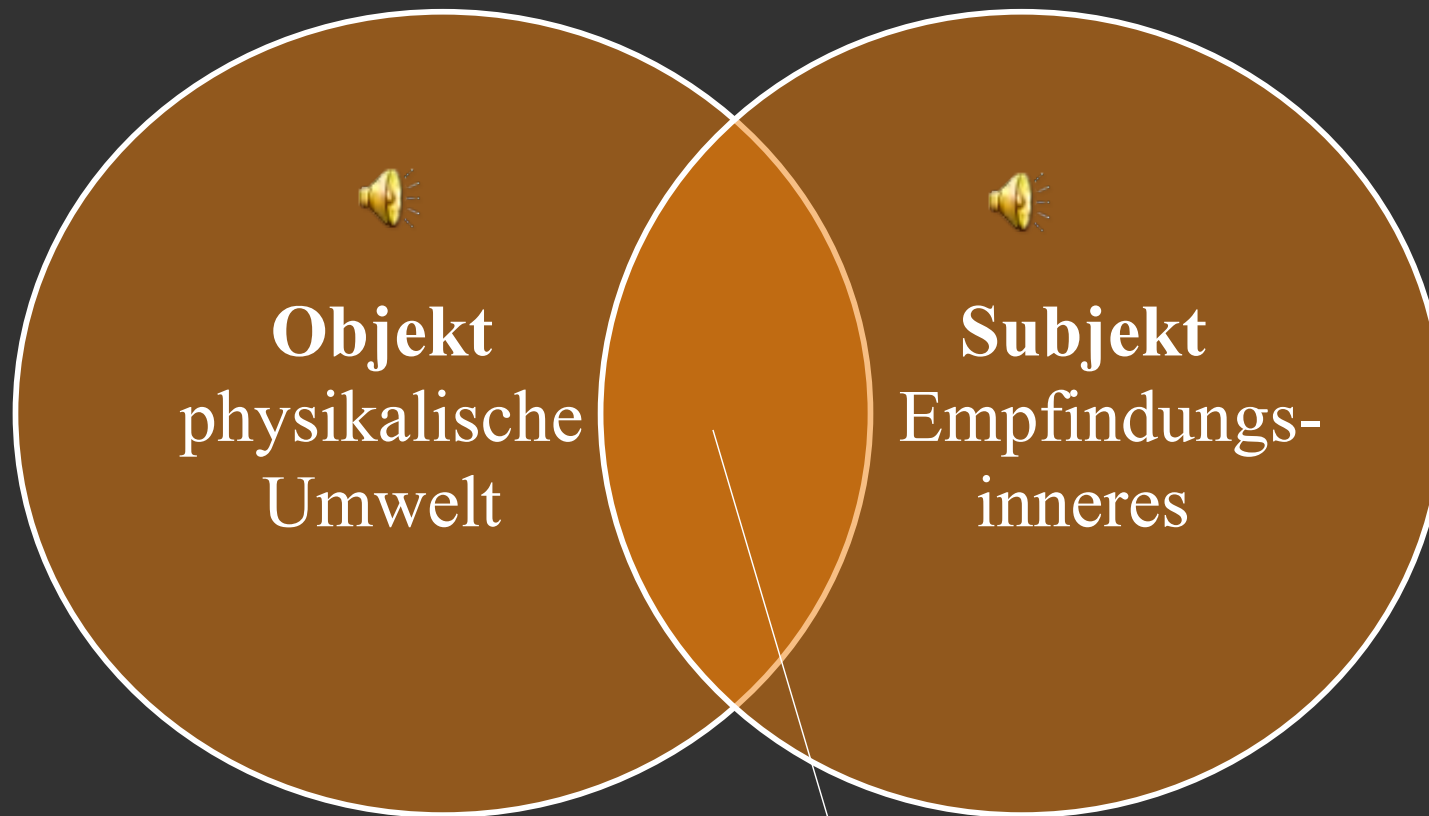 Objekt
physikalische
Umwelt
Subjekt
Empfindungs-
inneres